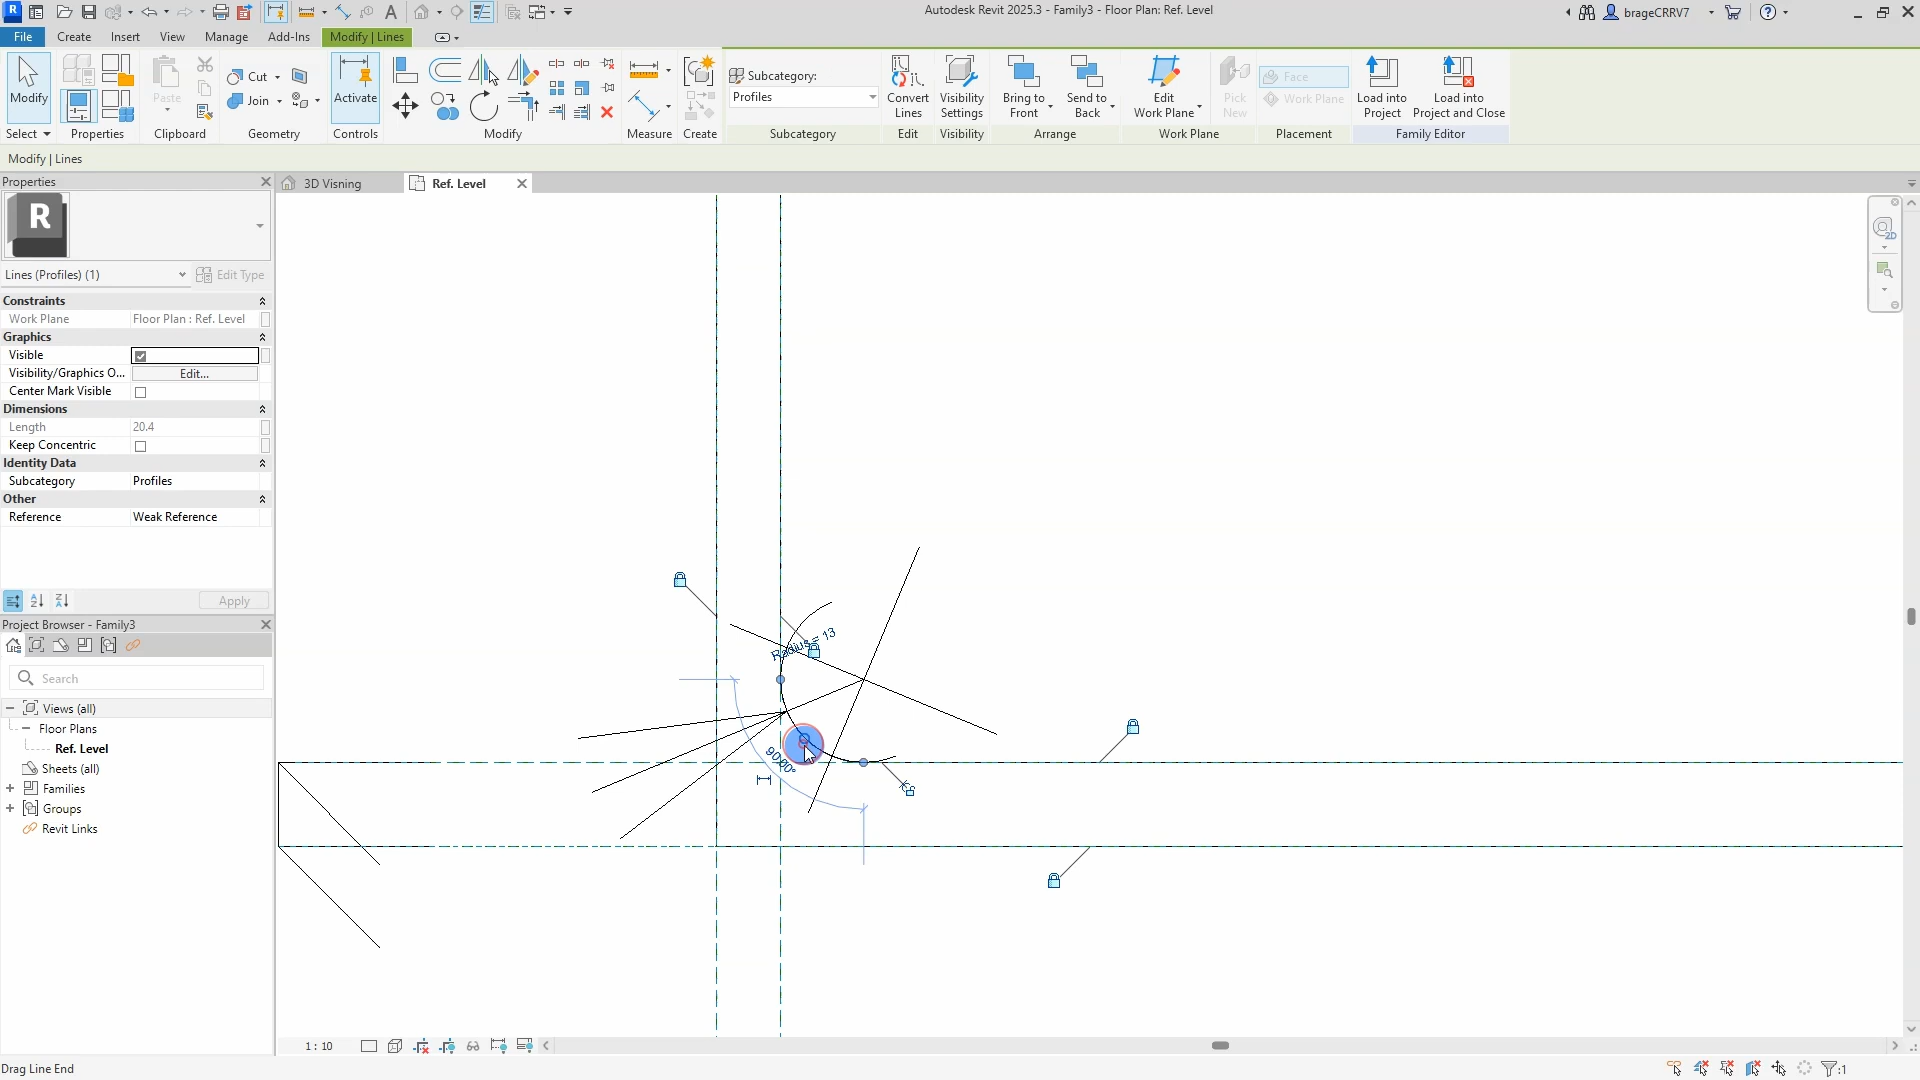 Autodesk Revit 2025.3 - Family3 - Floor Plan: Ref. Level
brageCRRV7
File
Create
Insert
View
Manage
Add-Ins
Modify | Lines
Modify
Select
Properties
Paste
Clipboard
Cut
Join
Geometry
Activate
Controls
Modify
Measure
Create
Subcategory:
Profiles
Subcategory
Convert
Lines
Edit
Visibility
Settings
Visibility
Bring to
Front
Send to
Back
Arrange
Edit
Work Plane
Work Plane
Pick
New
Face
Work Plane
Placement
Load into
Project
Load into
Project and Close
Family Editor
Modify | Lines
Properties
3D Visning
Ref. Level
R
Lines (Profiles) (1)
Edit Type
Constraints
Work Plane
Floor Plan : Ref. Level
Graphics
Visible
Visibility/Graphics O...
Edit...
Center Mark Visible
Dimensions
Length
20.4
Keep Concentric
Identity Data
Subcategory
Profiles
Other
Reference
Weak Reference
Apply
Project Browser - Family3
Search
Views (all)
Floor Plans
Ref. Level
Sheets (all)
Families
Groups
Revit Links
Radius = 13
90.00°
1 : 10
Drag Line End
:1
2D